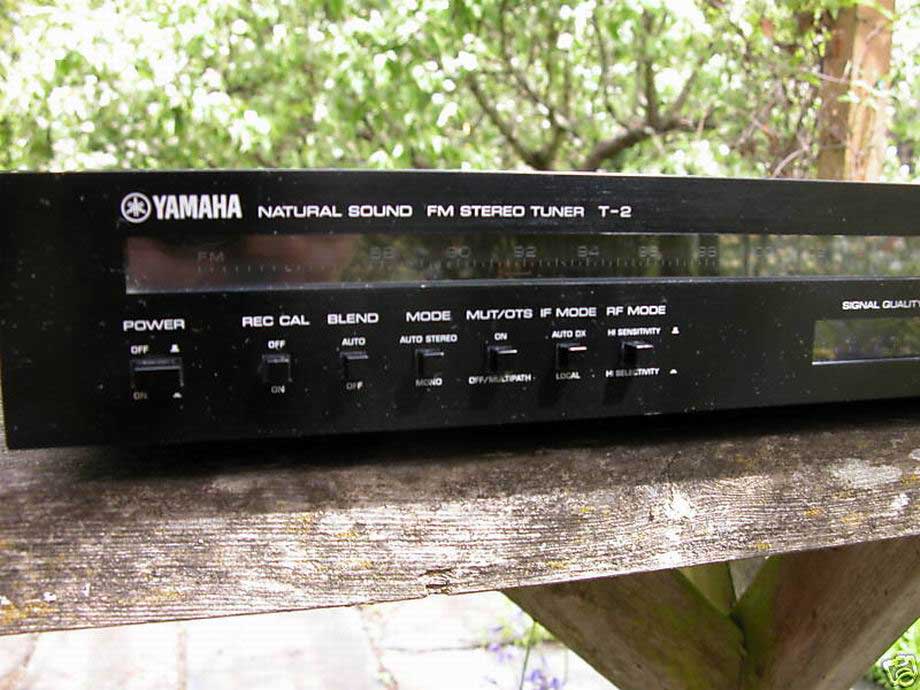 YAMAHA NATURAL SOUND FM STEREO TUNER T-2
FM 88 90 92 94 96 98
SIGNAL QUALITY
POWER REC CAL BLEND MODE MUT/OTS IF MODE RF MODE
OFF OFF AUTO AUTO STEREO ON AUTO DX HI SENSITIVITY
ON ON OFF MONO OFF/MULTIPATH LOCAL HI SELECTIVITY